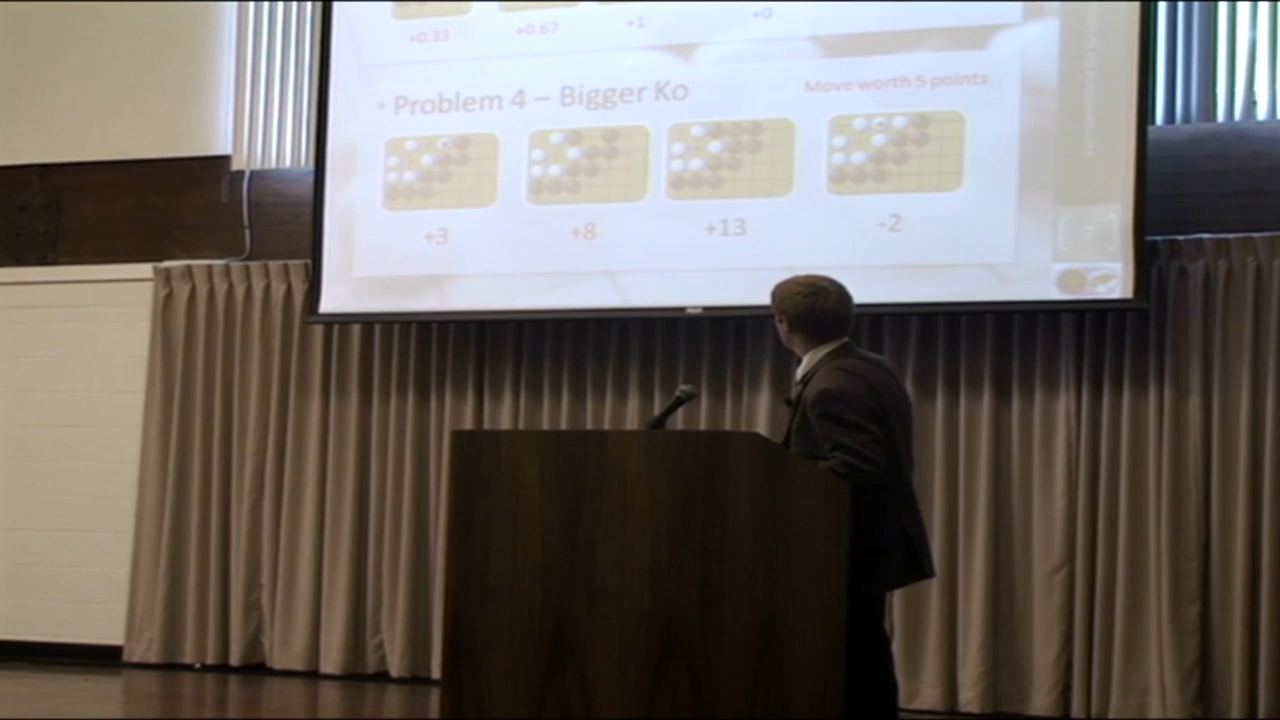 +0.33 +0.67 +1 +0
• Problem 4 – Bigger Ko
Move worth 5 points
+3 +8 +13 -2